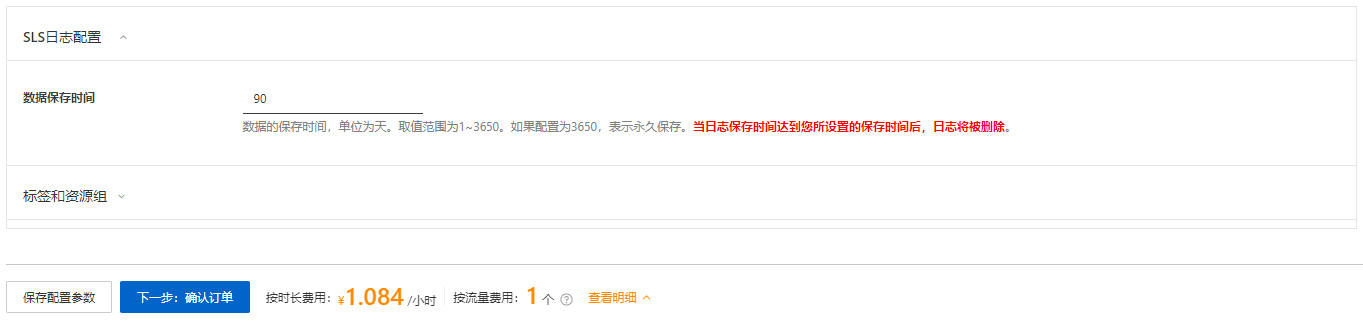 SLS日志配置
数据保存时间
90
数据的保存时间，单位为天。取值范围为1~3650。如果配置为3650，表示永久保存。当日志保存时间达到您所设置的保存时间后，日志将被删除。
标签和资源组
保存配置参数 下一步：确认订单 按时长费用：¥1.084 /小时 按流量费用：1 个 ? 查看明细